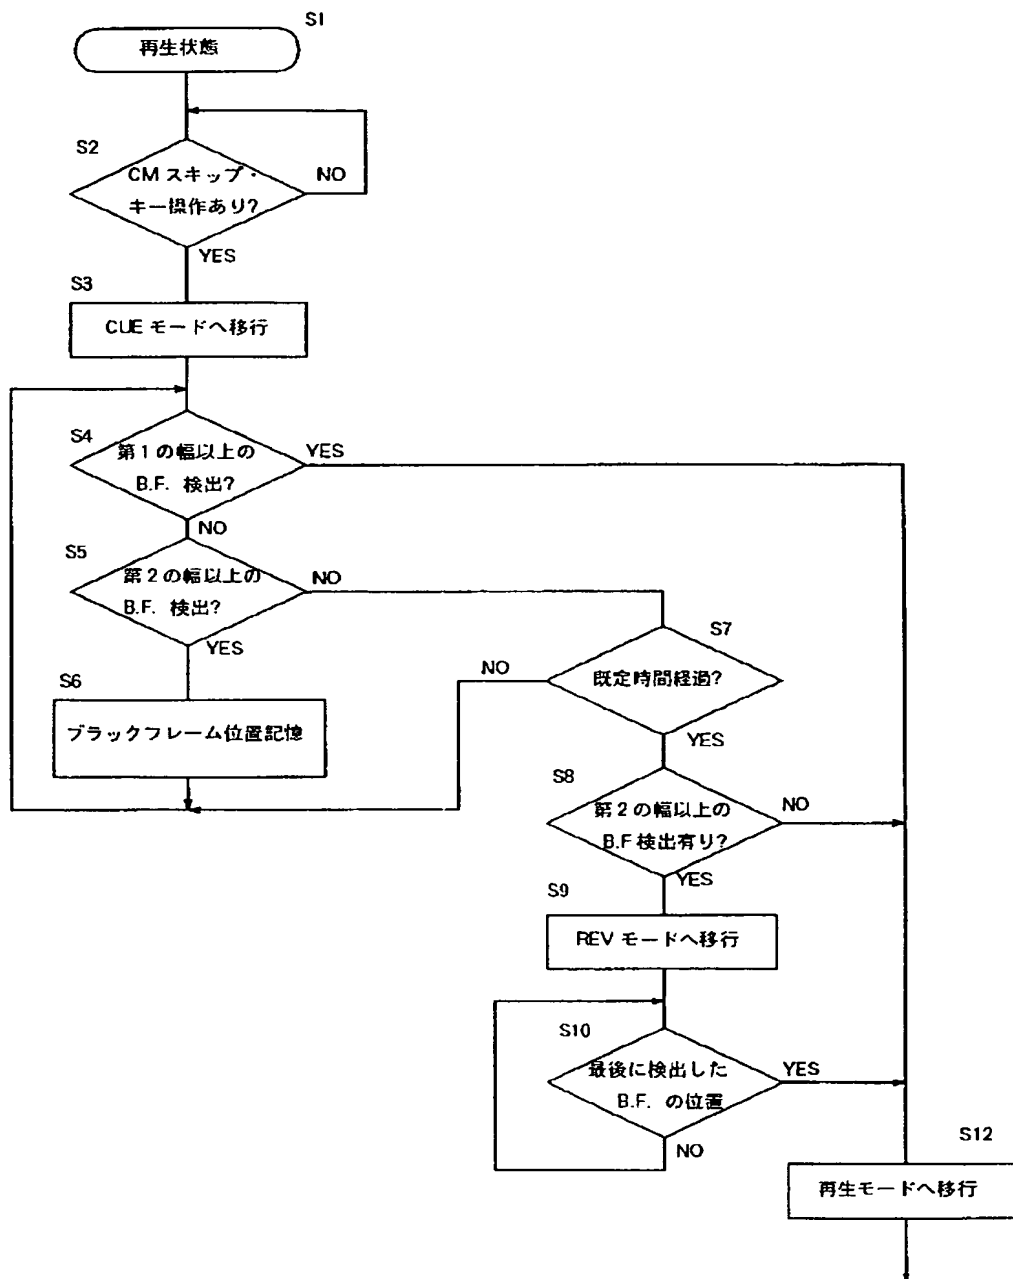 S1
再生状態
S2
CM スキップ・
キー操作あり?
NO
YES
S3
CUE モードへ移行
S4
第1の幅以上の
B.F. 検出?
YES
NO
S5
第2の幅以上の
B.F. 検出?
NO
YES
S6
ブラックフレーム位置記憶
S7
既定時間経過?
NO
YES
S8
第2の幅以上の
B.F 検出有り?
NO
YES
S9
REV モードへ移行
S10
最後に検出した
B.F. の位置
YES
NO
S12
再生モードへ移行